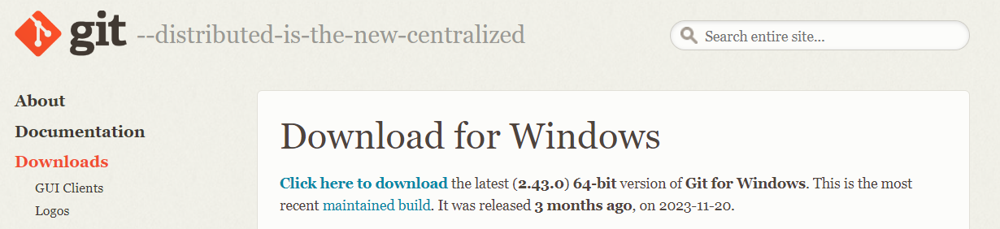 git --distributed-is-the-new-centralized
Search entire site...
About
Documentation
Downloads
GUI Clients
Logos
Download for Windows
Click here to download the latest (2.43.0) 64-bit version of Git for Windows. This is the most
recent maintained build. It was released 3 months ago, on 2023-11-20.